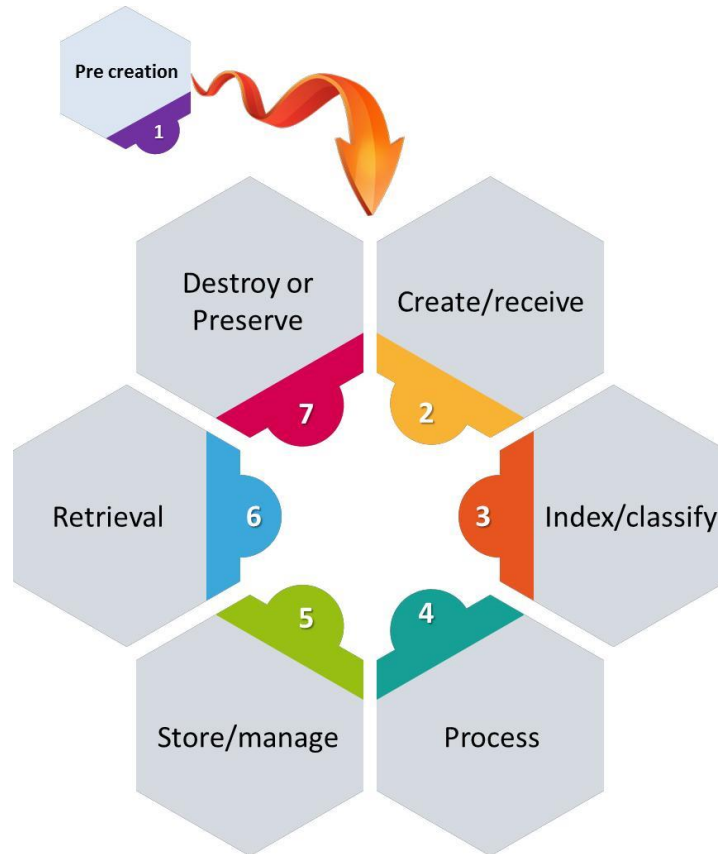 Pre creation
1
Create/receive
2
Index/classify
3
Process
4
Store/manage
5
Retrieval
6
Destroy or
Preserve
7